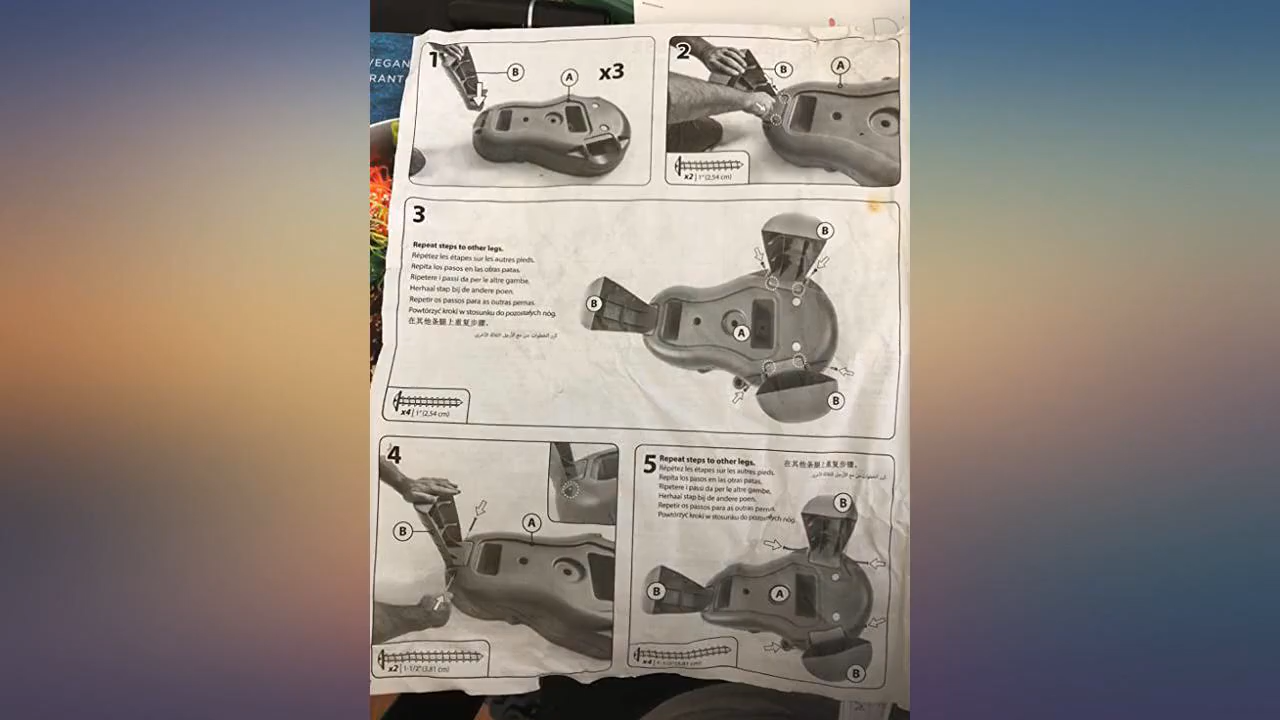 VEGAN
RANT
1
B
A
x3
2
B
A
x2 | 1" (2,54 cm)
3
Repeat steps to other legs.
Répétez les étapes sur les autres pieds.
Repita los pasos en las otras patas.
Ripetere i passi da per le altre gambe.
Herhaal stap bij de andere poen.
Repetir os passos para as outras pernas.
Powtórzyć kroki w stosunku do pozostałych nóg.
在其他条腿上重复步骤。
B
B
A
B
x4 | 1" (2,54 cm)
4
B
A
x2 | 1-1/2" (3,81 cm)
5
Repeat steps to other legs.
Répétez les étapes sur les autres pieds.
Repita los pasos en las otras patas.
Ripetere i passi da per le altre gambe.
Herhaal stap bij de andere poen.
Repetir os passos para as outras pernas.
Powtórzyć kroki w stosunku do pozostałych nóg.
在其他条腿上重复步骤。
B
B
A
B
x4